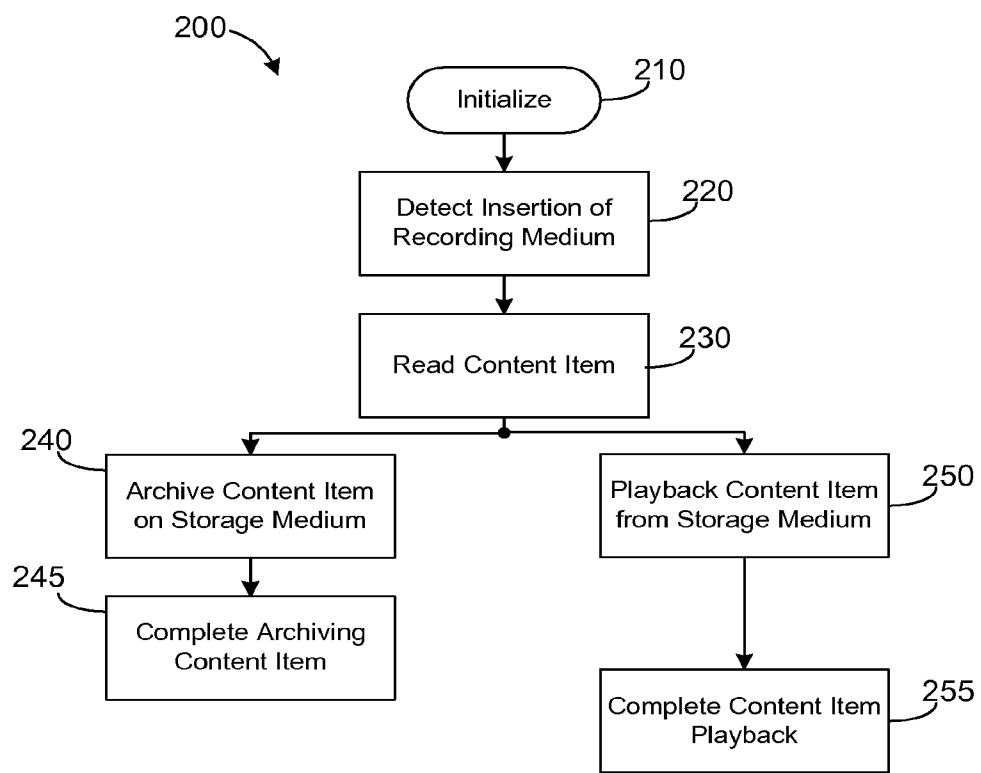 200
210
Initialize
220
Detect Insertion of
Recording Medium
230
Read Content Item
240
Archive Content Item
on Storage Medium
250
Playback Content Item
from Storage Medium
245
Complete Archiving
Content Item
255
Complete Content Item
Playback